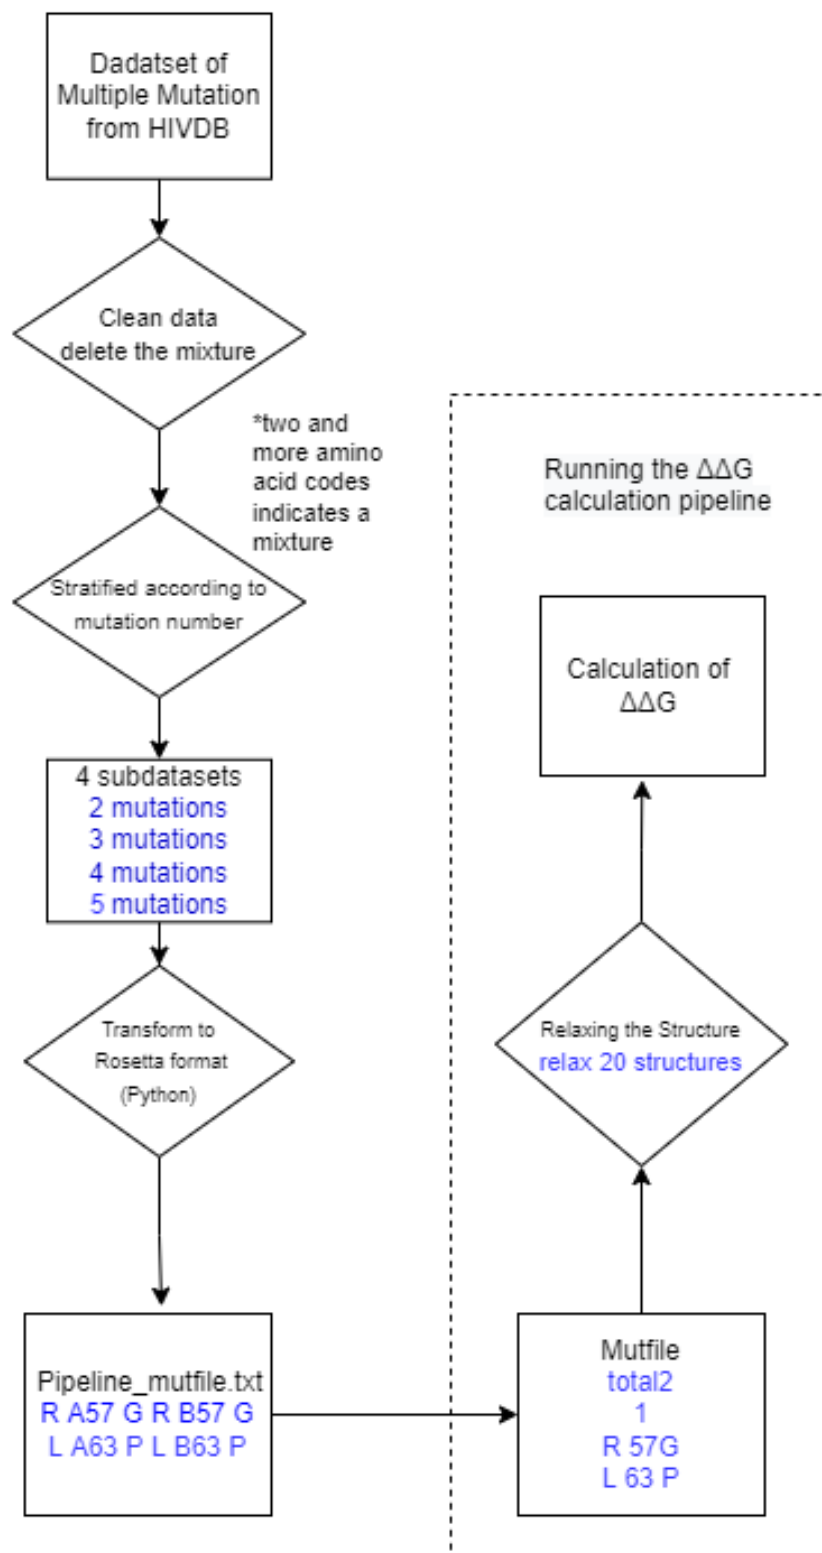 Dadatset of
Multiple Mutation
from HIVDB
Clean data
delete the mixture
*two and
more amino
acid codes
indicates a
mixture
Stratified according to
mutation number
4 subdatasets
2 mutations
3 mutations
4 mutations
5 mutations
Transform to
Rosetta format
(Python)
Pipeline_mutfile.txt
R A57 G R B57 G
L A63 P L B63 P
Running the ΔΔG
calculation pipeline
Calculation of
ΔΔG
Relaxing the Structure
relax 20 structures
Mutfile
total2
1
R 57G
L 63 P